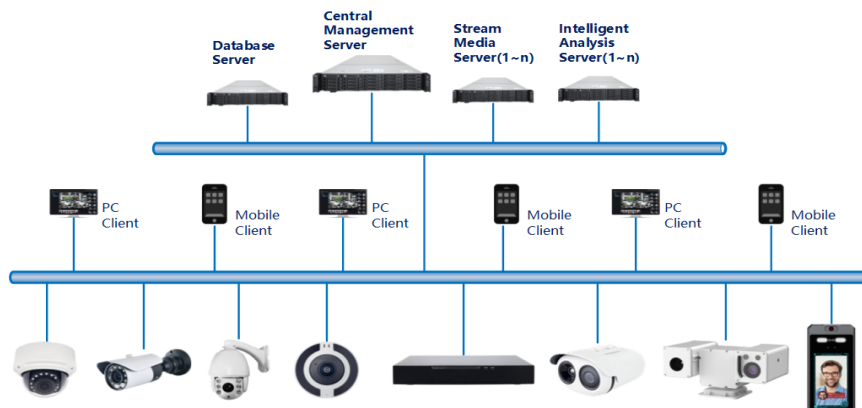 Database
Server
Central
Management
Server
Stream
Media
Server(1~n)
Intelligent
Analysis
Server(1~n)
PC
Client
Mobile
Client
PC
Client
Mobile
Client
PC
Client
Mobile
Client